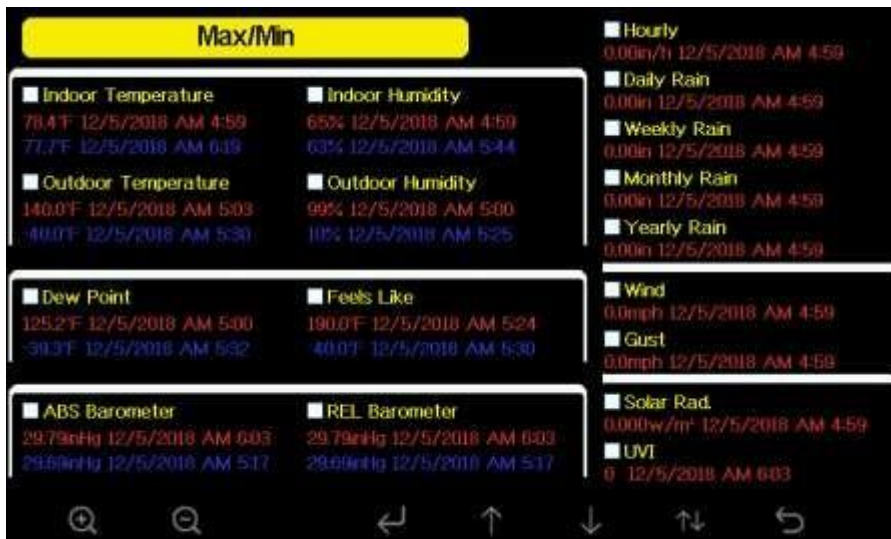 Max/Min
Indoor Temperature
78.4°F 12/5/2018 AM 4:59
77.7°F 12/5/2018 AM 6:19
Indoor Humidity
65% 12/5/2018 AM 4:59
63% 12/5/2018 AM 5:44
Outdoor Temperature
140.0°F 12/5/2018 AM 5:03
-40.0°F 12/5/2018 AM 5:30
Outdoor Humidity
99% 12/5/2018 AM 5:00
10% 12/5/2018 AM 5:25
Dew Point
125.2°F 12/5/2018 AM 5:00
-39.3°F 12/5/2018 AM 5:32
Feels Like
190.0°F 12/5/2018 AM 5:24
-40.0°F 12/5/2018 AM 5:30
ABS Barometer
29.79inHg 12/5/2018 AM 6:03
29.69inHg 12/5/2018 AM 5:17
REL Barometer
29.79inHg 12/5/2018 AM 6:03
29.69inHg 12/5/2018 AM 5:17
Hourly
0.00in/h 12/5/2018 AM 4:59
Daily Rain
0.00in 12/5/2018 AM 4:59
Weekly Rain
0.00in 12/5/2018 AM 4:59
Monthly Rain
0.00in 12/5/2018 AM 4:59
Yearly Rain
0.00in 12/5/2018 AM 4:59
Wind
0.0mph 12/5/2018 AM 4:59
Gust
0.0mph 12/5/2018 AM 4:59
Solar Rad.
0.000w/m² 12/5/2018 AM 4:59
UVI
12/5/2018 AM 6:03